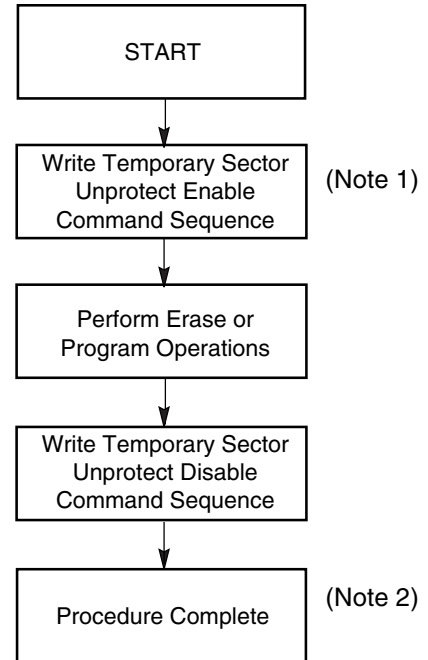 START
Write Temporary Sector
Unprotect Enable
Command Sequence
(Note 1)
Perform Erase or
Program Operations
Write Temporary Sector
Unprotect Disable
Command Sequence
Procedure Complete
(Note 2)